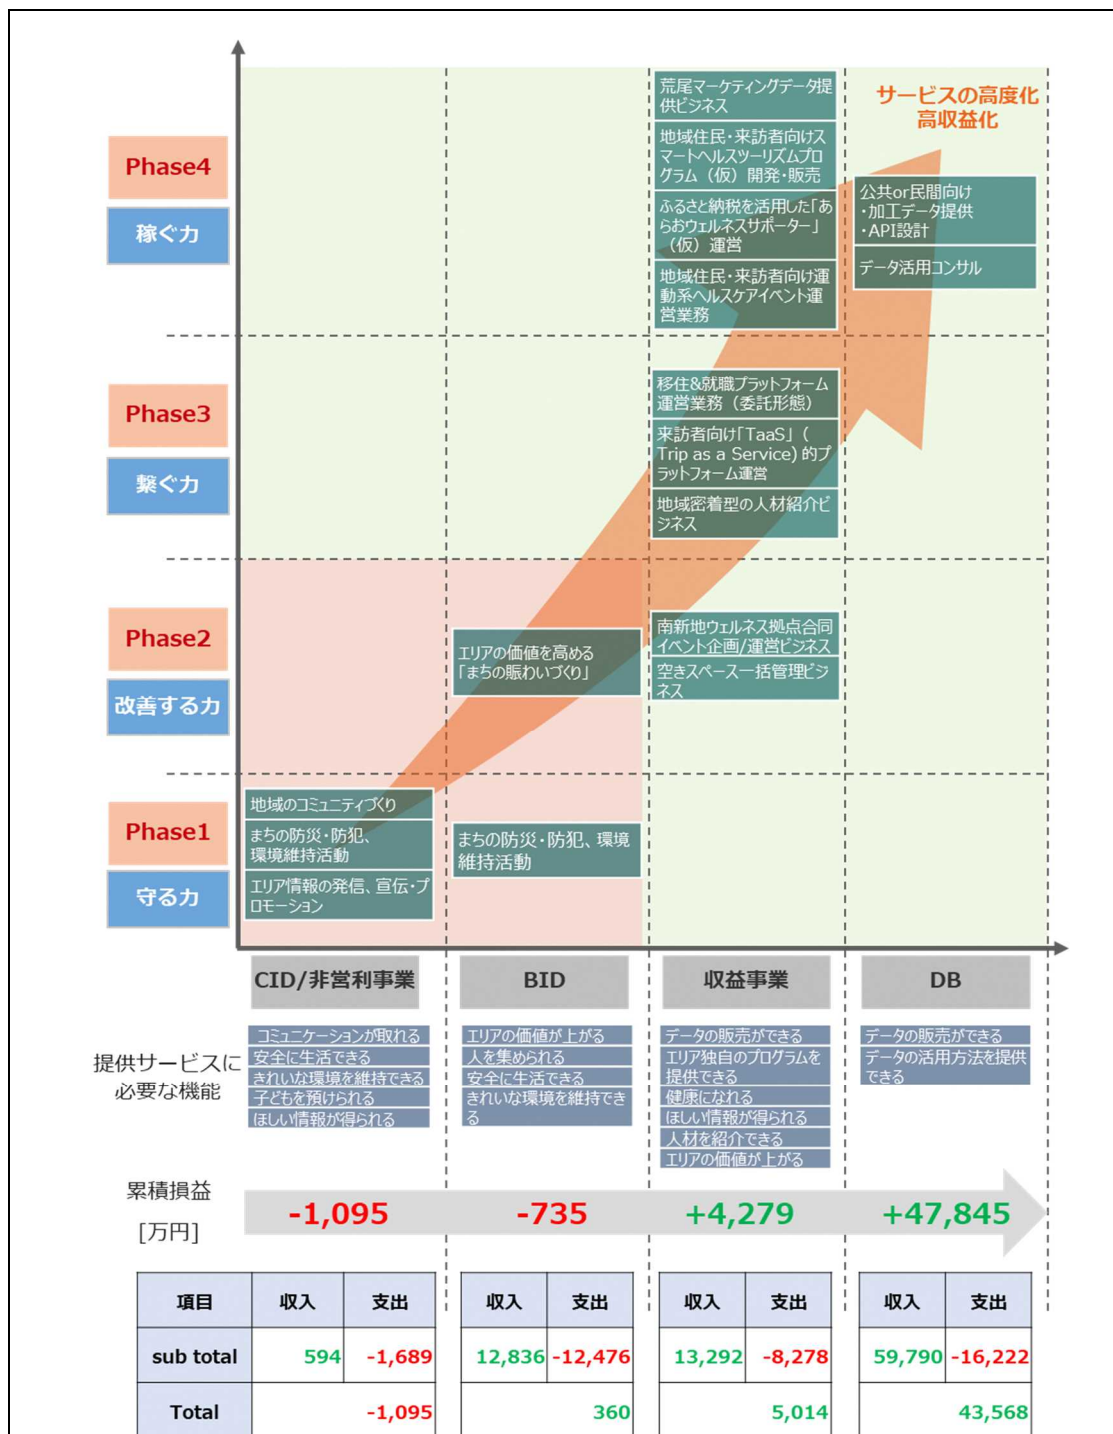 サービスの高度化
高収益化
Phase4
稼ぐ力
荒尾マーケティングデータ提
供ビジネス
地域住民・来訪者向けス
マートヘルスツーリズムプロ
グラム（仮）開発・販売
ふるさと納税を活用した「あ
らおウェルネスサポーター」
（仮）運営
地域住民・来訪者向け運
動系ヘルスケアイベント運
営業務
公共or民間向け
・加工データ提供
・API設計
データ活用コンサル
Phase3
繋ぐ力
移住&就職プラットフォーム
運営業務（委託形態）
来訪者向け「TaaS」（
Trip as a Service）的プ
ラットフォーム運営
地域密着型の人材紹介ビ
ジネス
Phase2
改善する力
エリアの価値を高める
「まちの賑わいづくり」
南新地ウェルネス拠点合同
イベント企画/運営ビジネス
空きスペース一括管理ビジ
ネス
Phase1
守る力
地域のコミュニティづくり
まちの防災・防犯、
環境維持活動
エリア情報の発信、宣伝・プ
ロモーション
まちの防災・防犯、環境
維持活動
CID/非営利事業
BID
収益事業
DB
提供サービスに
必要な機能
コミュニケーションが取れる
安全に生活できる
きれいな環境を維持できる
子どもを預けられる
ほしい情報が得られる
エリアの価値が上がる
人を集められる
安全に生活できる
きれいな環境を維持でき
る
データの販売ができる
エリア独自のプログラムを
提供できる
健康になれる
ほしい情報が得られる
人材を紹介できる
エリアの価値が上がる
データの販売ができる
データの活用方法を提供
できる
累積損益
[万円]
-1,095 -735 +4,279 +47,845
項目 収入 支出 収入 支出 収入 支出 収入 支出
sub total 594 -1,689 12,836 -12,476 13,292 -8,278 59,790 -16,222
Total -1,095 360 5,014 43,568